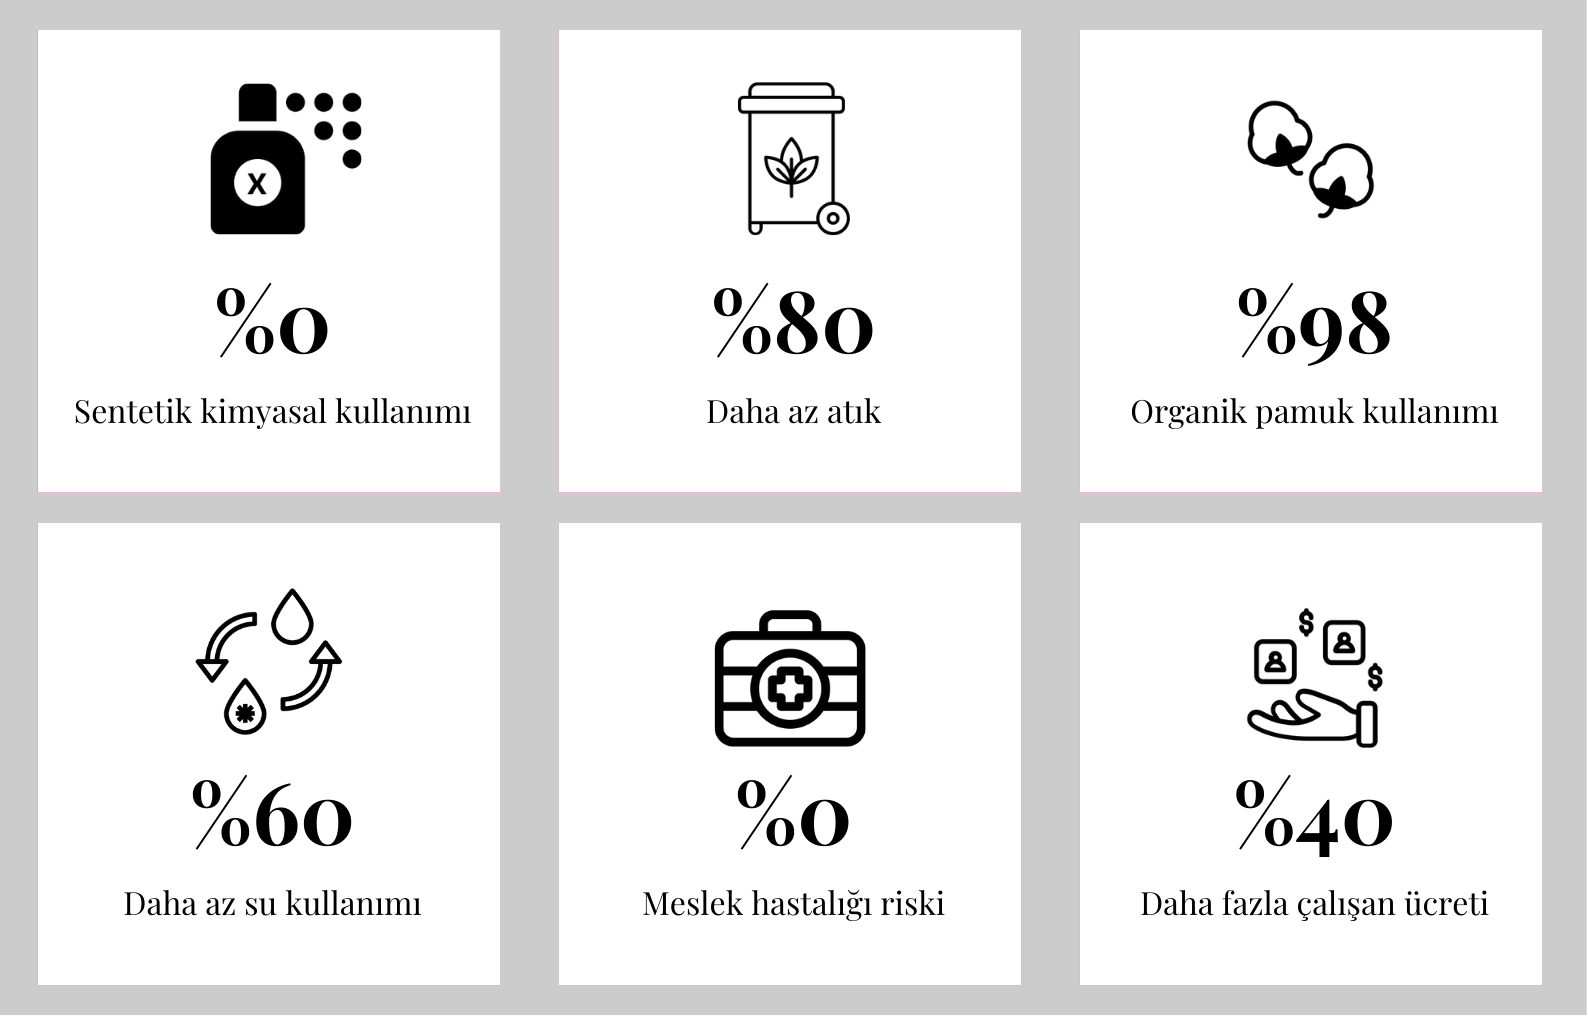 X
%0
Sentetik kimyasal kullanımı
%80
Daha az atık
%98
Organik pamuk kullanımı
%60
Daha az su kullanımı
%0
Meslek hastalığı riski
$
$
%40
Daha fazla çalışan ücreti